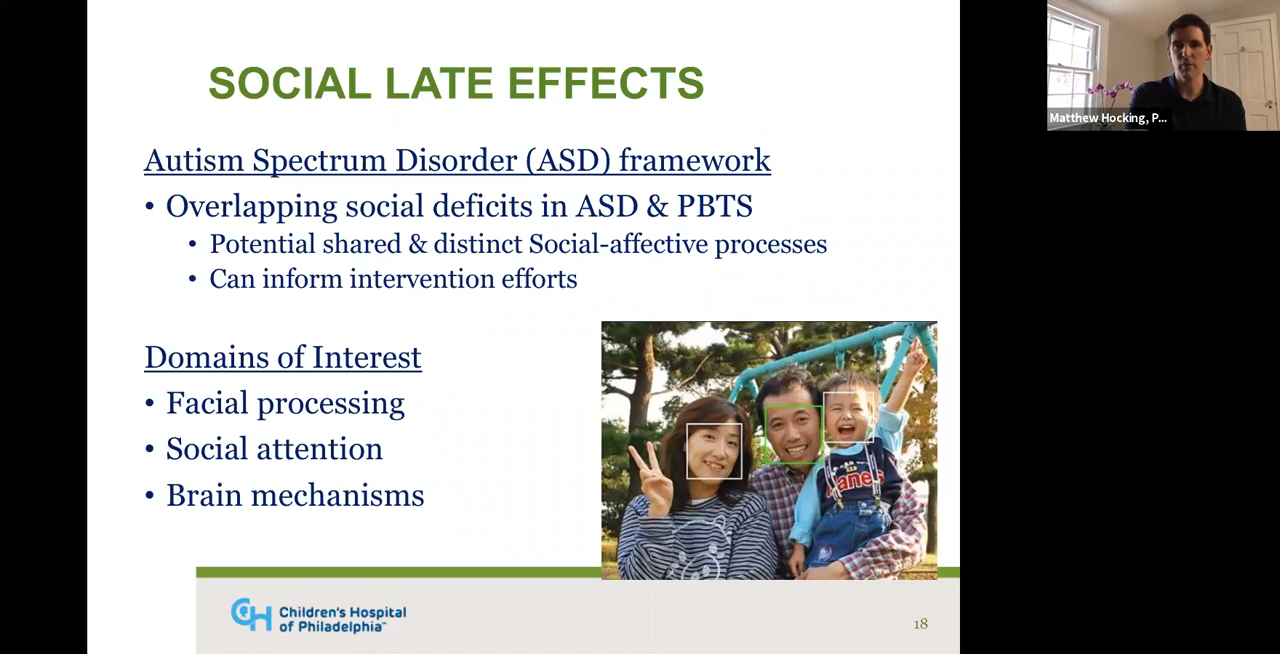 SOCIAL LATE EFFECTS
Autism Spectrum Disorder (ASD) framework
• Overlapping social deficits in ASD & PBTS
• Potential shared & distinct Social-affective processes
• Can inform intervention efforts
Domains of Interest
• Facial processing
• Social attention
• Brain mechanisms
Children's Hospital
of Philadelphia™
18
Matthew Hocking, P...